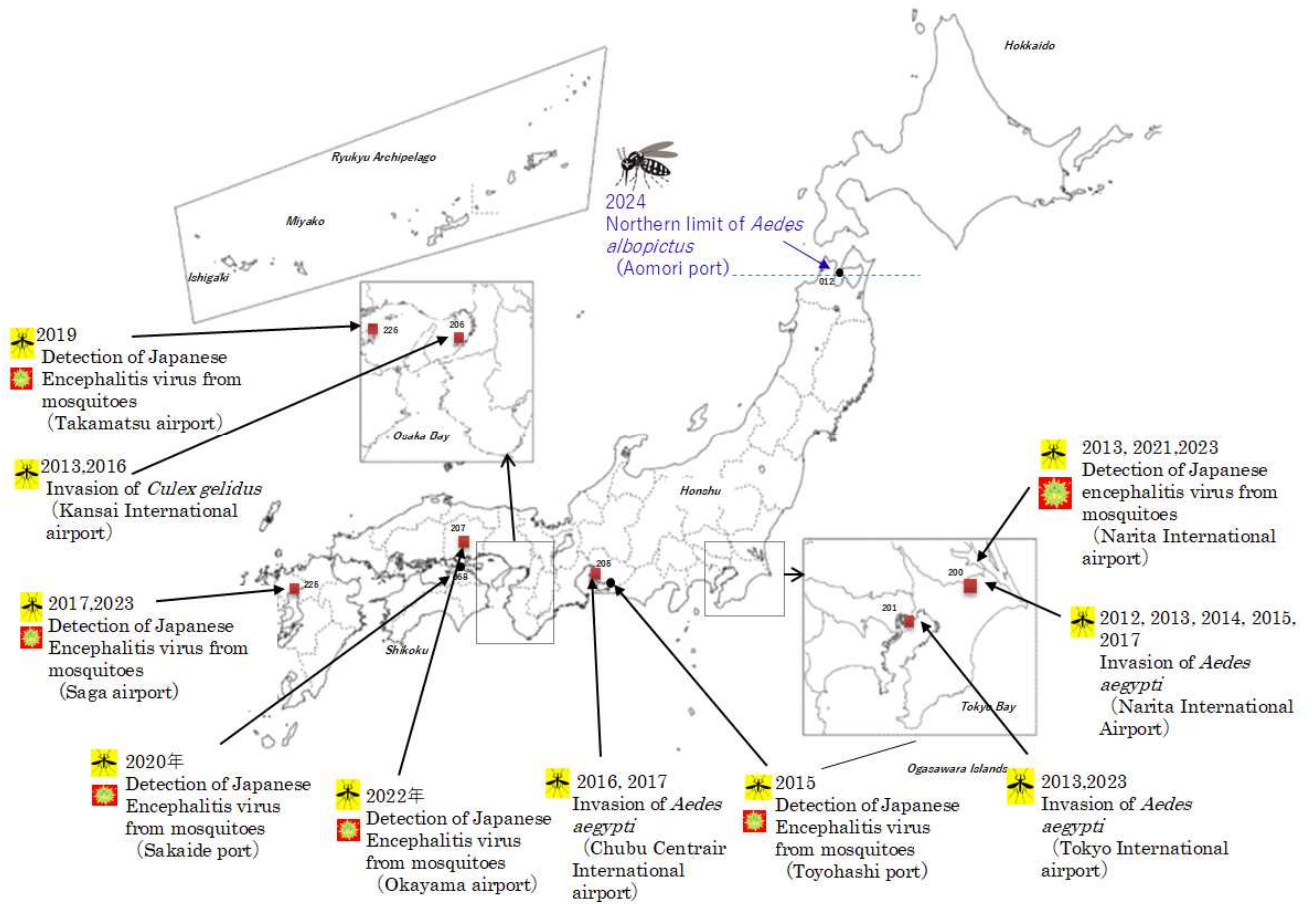 Hokkaido
Ryukyu Archipelago
Miyako
Ishigaki
2024
Northern limit of Aedes
albopictus
(Aomori port)
012
2019
Detection of Japanese
Encephalitis virus from
mosquitoes
(Takamatsu airport)
226
206
Osaka Bay
2013,2016
Invasion of Culex gelidus
(Kansai International
airport)
Honshu
2013, 2021,2023
Detection of Japanese
encephalitis virus from
mosquitoes
(Narita International
airport)
207
068
205
225
Shikoku
200
201
Tokyo Bay
2017,2023
Detection of Japanese
Encephalitis virus from
mosquitoes
(Saga airport)
2012, 2013, 2014, 2015,
2017
Invasion of Aedes
aegypti
(Narita International
Airport)
Ogasawara Islands
2020年
Detection of Japanese
Encephalitis virus
from mosquitoes
(Sakaide port)
2022年
Detection of Japanese
Encephalitis virus
from mosquitoes
(Okayama airport)
2016, 2017
Invasion of Aedes
aegypti
(Chubu Centrair
International
airport)
2015
Detection of Japanese
Encephalitis virus
from mosquitoes
(Toyohashi port)
2013,2023
Invasion of Aedes
aegypti
(Tokyo International
airport)